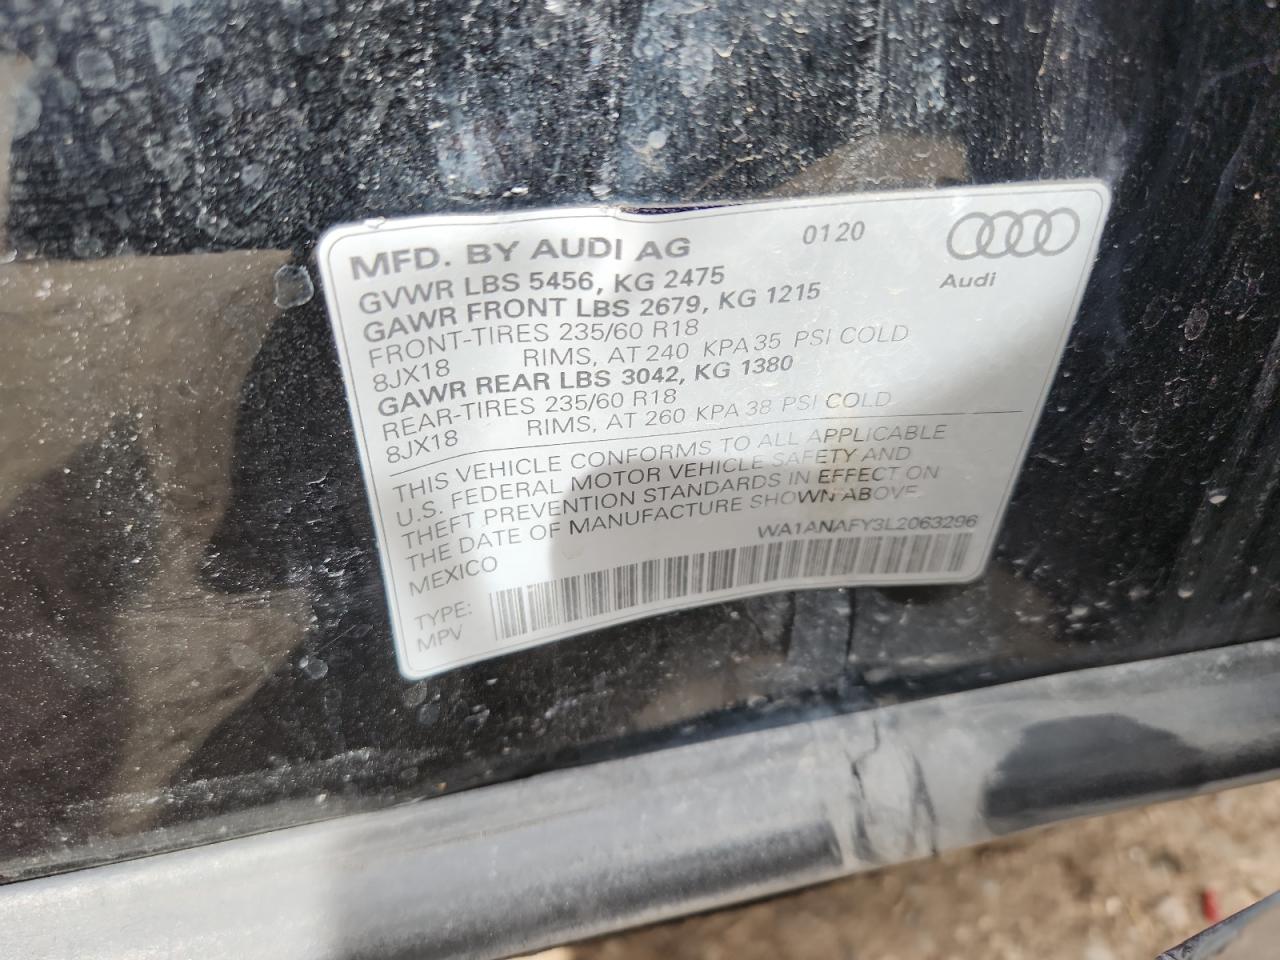 MFD. BY AUDI AG 0120
GVWR LBS 5456, KG 2475
Audi
GAWR FRONT LBS 2679, KG 1215
FRONT-TIRES 235/60 R18
8JX18 RIMS, AT 240 KPA 35 PSI COLD
GAWR REAR LBS 3042, KG 1380
REAR-TIRES 235/60 R18
8JX18 RIMS, AT 260 KPA 38 PSI COLD
THIS VEHICLE CONFORMS TO ALL APPLICABLE
U.S. FEDERAL MOTOR VEHICLE SAFETY AND
THEFT PREVENTION STANDARDS IN EFFECT ON
THE DATE OF MANUFACTURE SHOWN ABOVE
MEXICO WA1ANAFY3L2063296
TYPE:
MPV